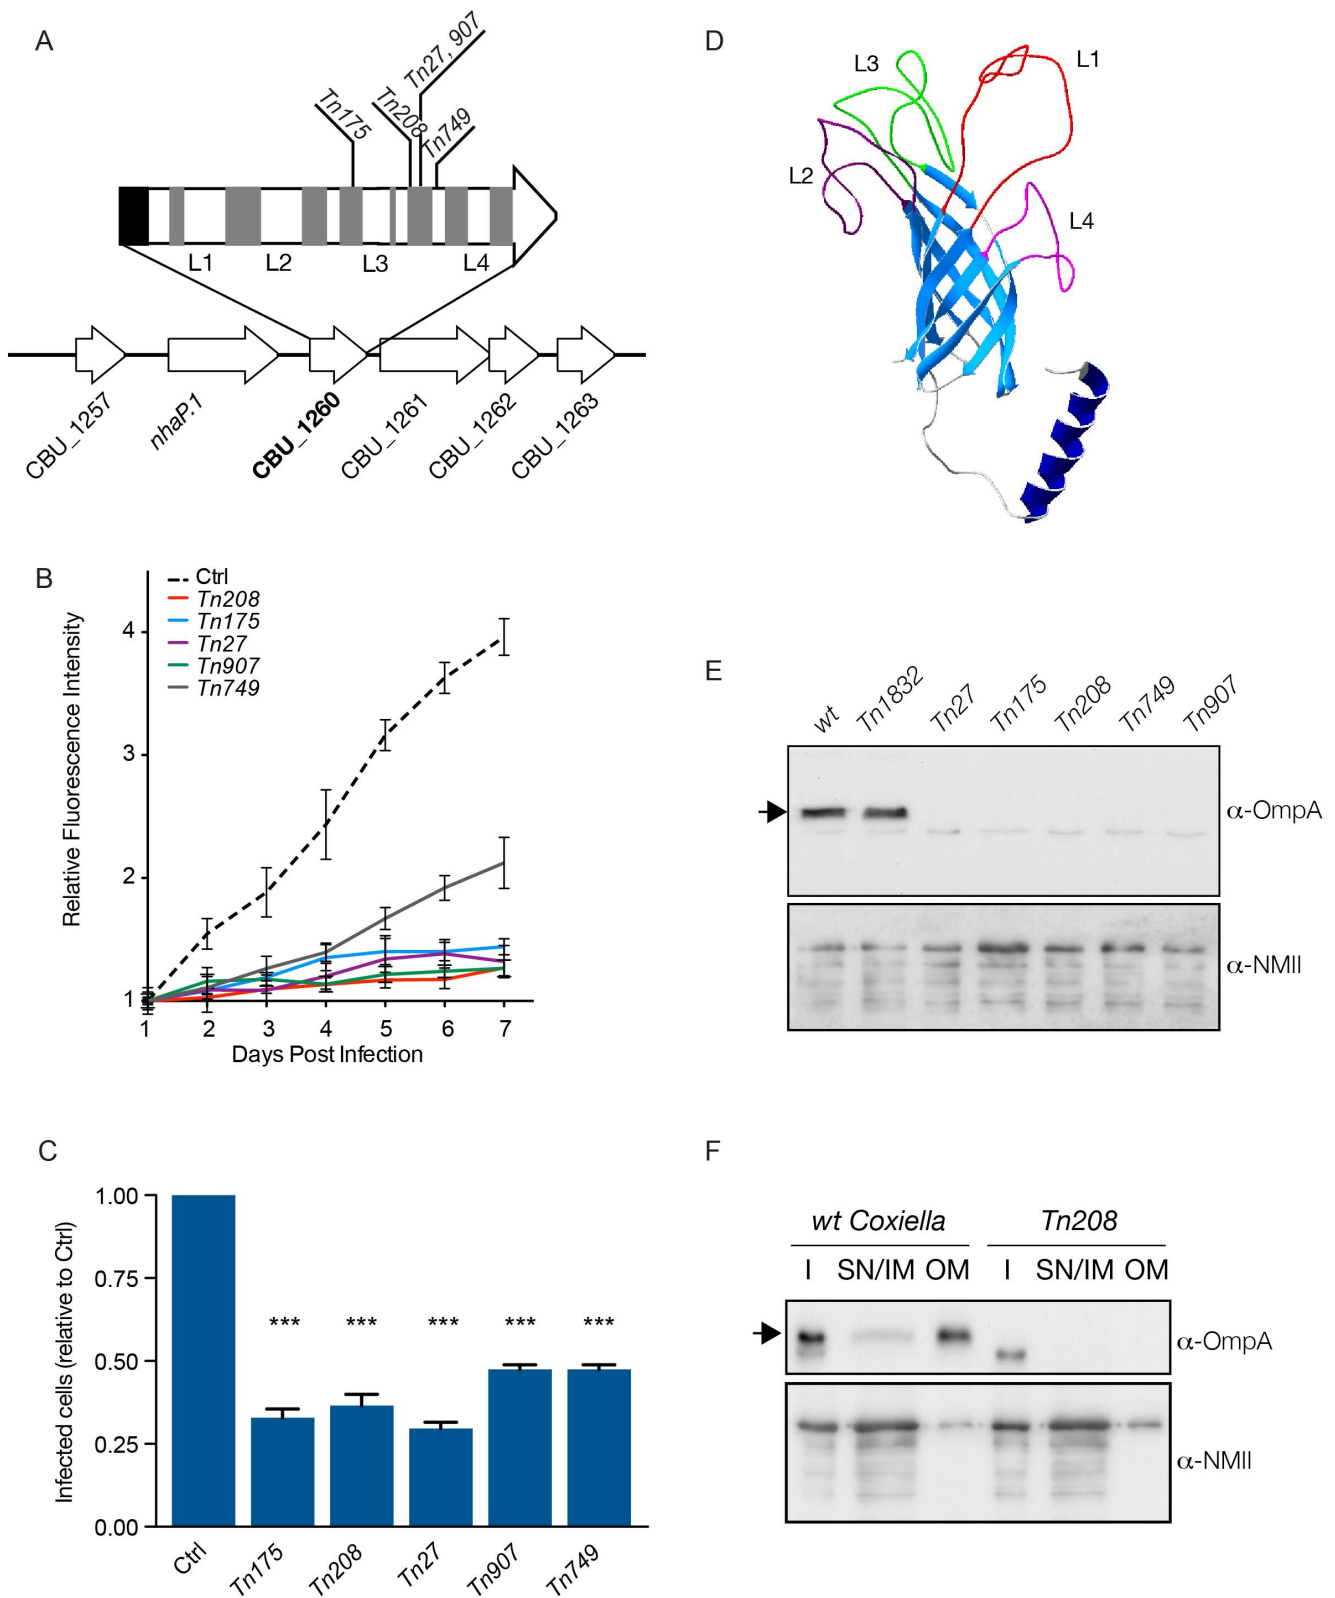 A
Tn175
Tn208
Tn27, 907
Tn749
L1
L2
L3
L4
CBU_1257
nhaP.1
CBU_1260
CBU_1261
CBU_1262
CBU_1263
B
Relative Fluorescence Intensity
Ctrl
Tn208
Tn175
Tn27
Tn907
Tn749
4
3
2
1
1 2 3 4 5 6 7
Days Post Infection
C
Infected cells (relative to Ctrl)
1.00
0.75
0.50
0.25
0.00
*** *** *** *** ***
Ctrl
Tn175
Tn208
Tn27
Tn907
Tn749
D
L3
L1
L2
L4
E
wt Tn1832 Tn27 Tn175 Tn208 Tn749 Tn907
α-OmpA
α-NMII
F
wt Coxiella Tn208
I SN/IM OM I SN/IM OM
α-OmpA
α-NMII